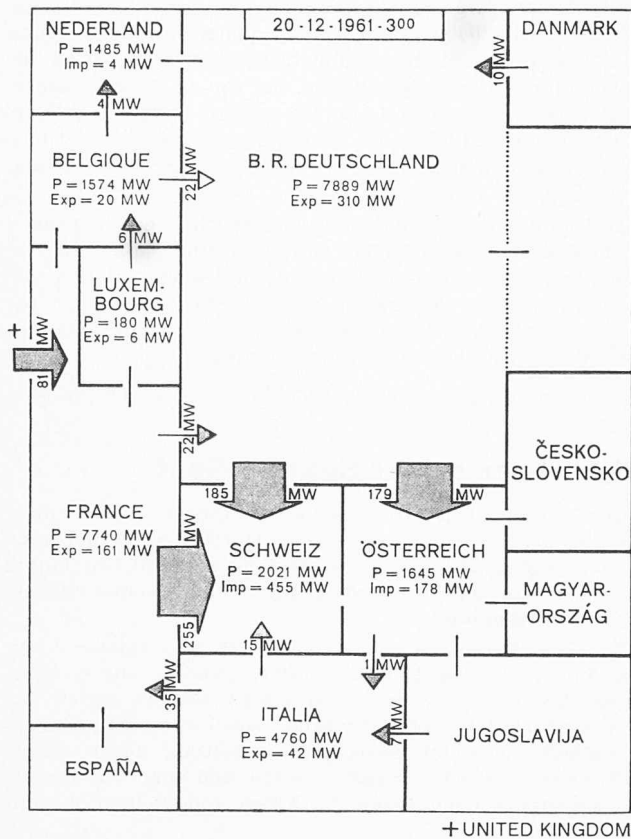 20-12-1961-3⁰⁰
NEDERLAND
P = 1485 MW
Imp = 4 MW
DANMARK
10 MW
4 MW
BELGIQUE
P = 1574 MW
Exp = 20 MW
22 MW
B. R. DEUTSCHLAND
P = 7889 MW
Exp = 310 MW
6 MW
LUXEM-
BOURG
P = 180 MW
Exp = 6 MW
+
81 MW
22 MW
ČESKO-
SLOVENSKO
185 MW
179 MW
FRANCE
P = 7740 MW
Exp = 161 MW
255 MW
SCHWEIZ
P = 2021 MW
Imp = 455 MW
ÖSTERREICH
P = 1645 MW
Imp = 178 MW
MAGYAR-
ORSZÁG
15 MW
1 MW
35 MW
ITALIA
P = 4760 MW
Exp = 42 MW
7 MW
JUGOSLAVIJA
ESPAÑA
+ UNITED KINGDOM